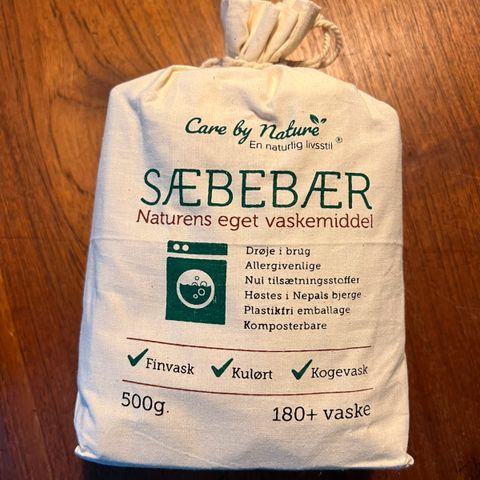 Care by Nature
En naturlig livsstil ®
SÆBEBÆR
Naturens eget vaskemiddel
Drøje i brug
Allergivenlige
Nul tilsætningsstoffer
Høstes i Nepals bjerge
Plastikfri emballage
Komposterbare
Finvask Kulørt Kogevask
500g. 180+ vaske